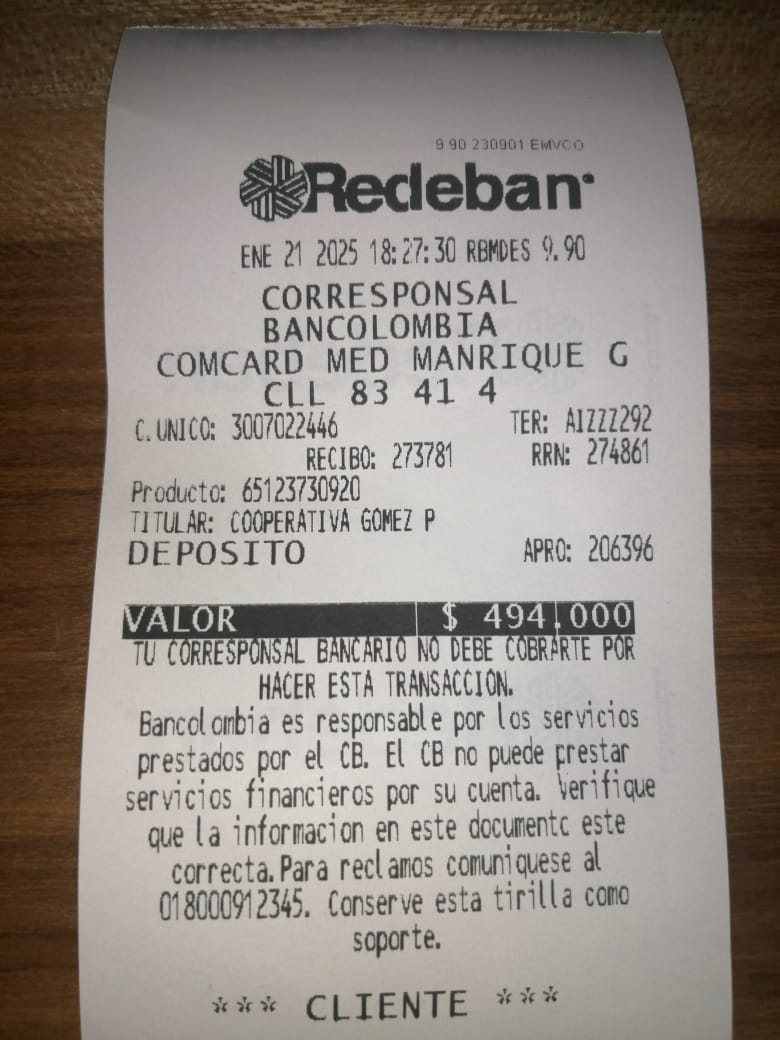 9 90 230901 EMVCO
Redeban
ENE 21 2025 18:27:30 RBMDES 9.90
CORRESPONSAL
BANCOLOMBIA
COMCARD MED MANRIQUE G
CLL 83 41 4
C.UNICO: 3007022446 TER: AIZZZ292
RECIBO: 273781 RRN: 274861
Producto: 65123730920
TITULAR: COOPERATIVA GOMEZ P
DEPOSITO APRO: 206396
VALOR $ 494.000
TU CORRESPONSAL BANCARIO NO DEBE COBRARTE POR
HACER ESTA TRANSACCION.
Bancolombia es responsable por los servicios
prestados por el CB. El CB no puede prestar
servicios financieros por su cuenta. Verifique
que la informacion en este documentc este
correcta.Para reclamos comuniquese al
018000912345. Conserve esta tirilla como
soporte.
*** CLIENTE ***